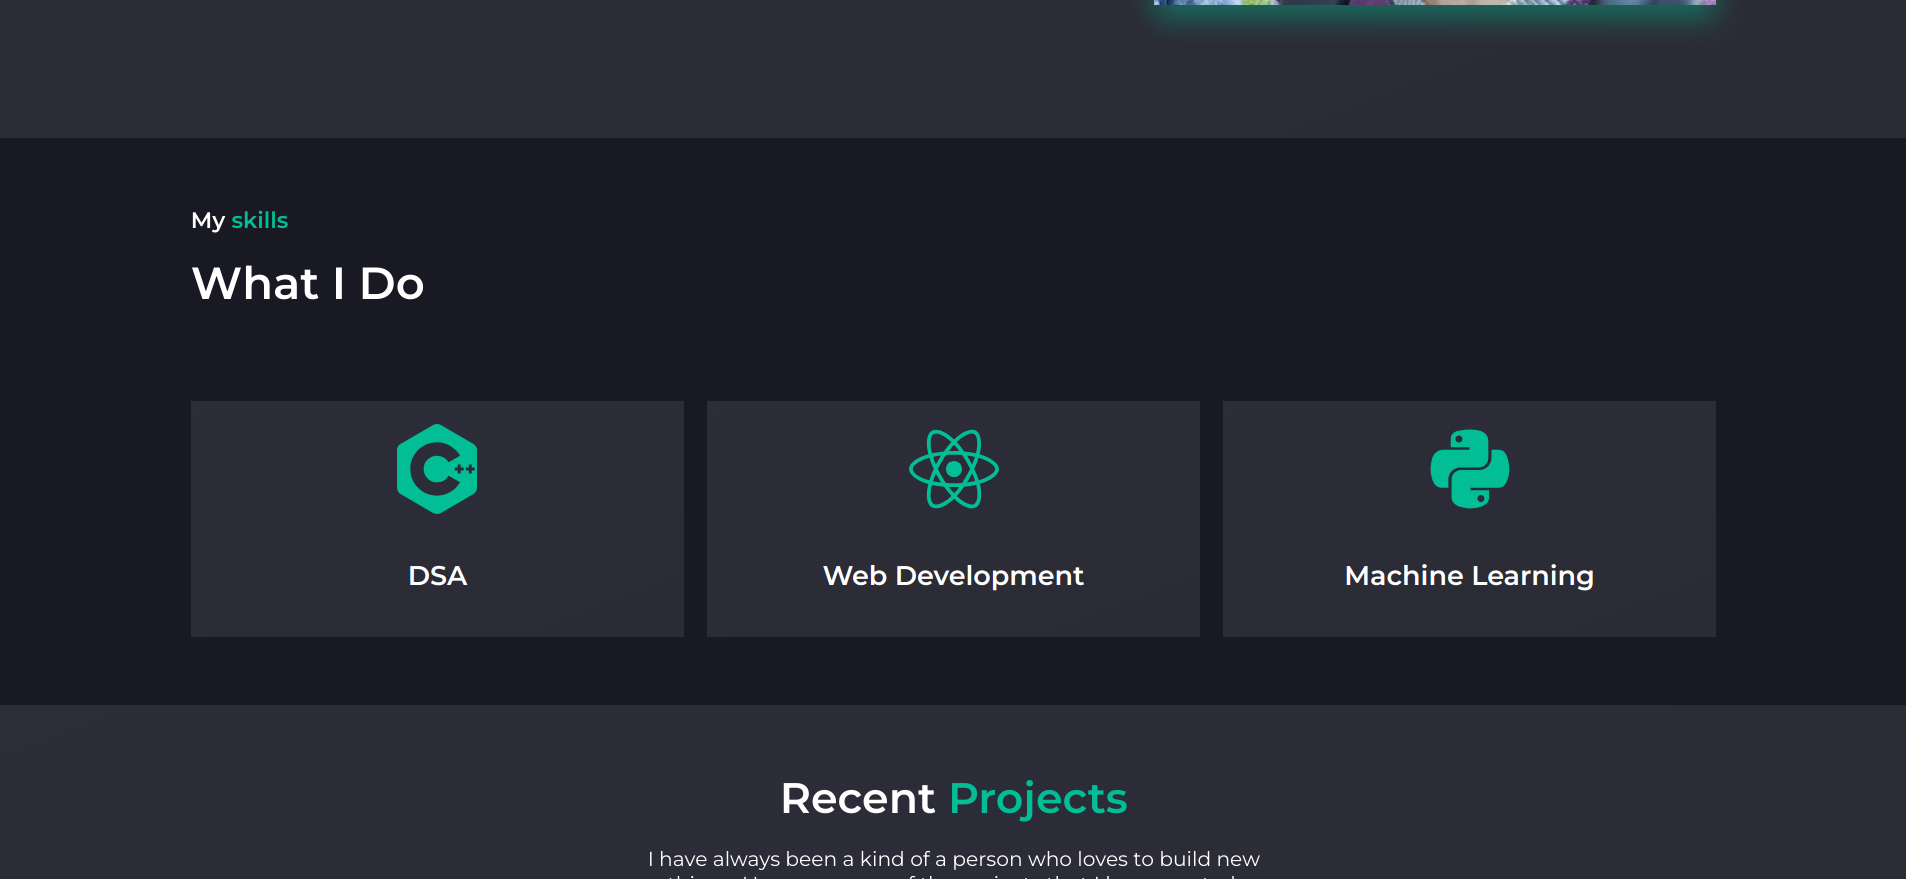 My skills
What I Do
C++
DSA
Web Development
Machine Learning
Recent Projects
I have always been a kind of a person who loves to build new